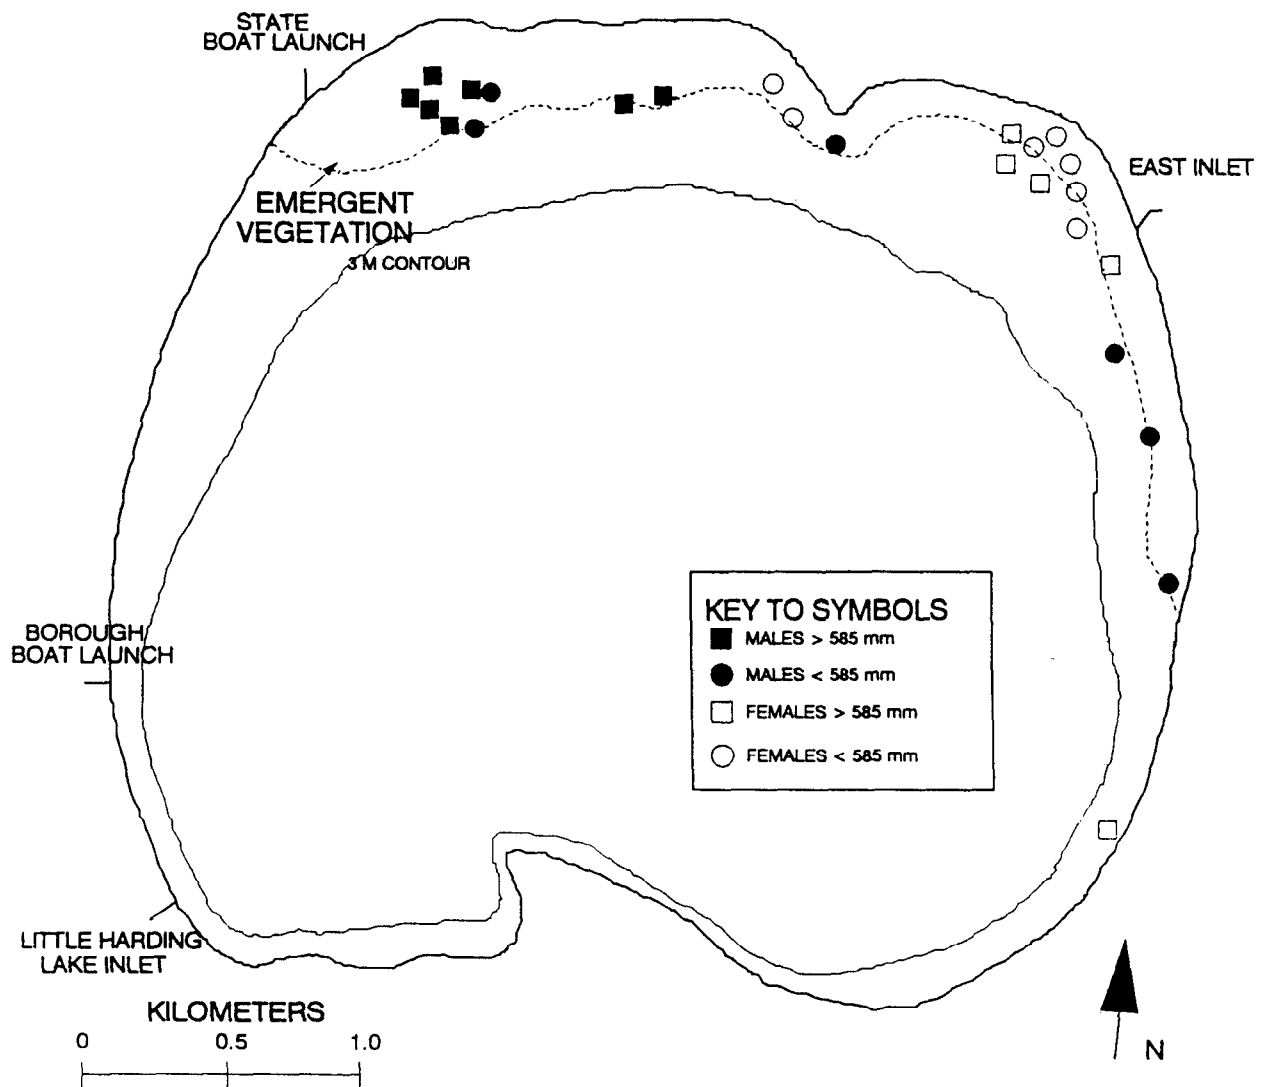 STATE
BOAT LAUNCH
EAST INLET
EMERGENT
VEGETATION
3 M CONTOUR
KEY TO SYMBOLS
MALES > 585 mm
MALES < 585 mm
FEMALES > 585 mm
FEMALES < 585 mm
BOROUGH
BOAT LAUNCH
LITTLE HARDING
LAKE INLET
KILOMETERS
0 0.5 1.0
N